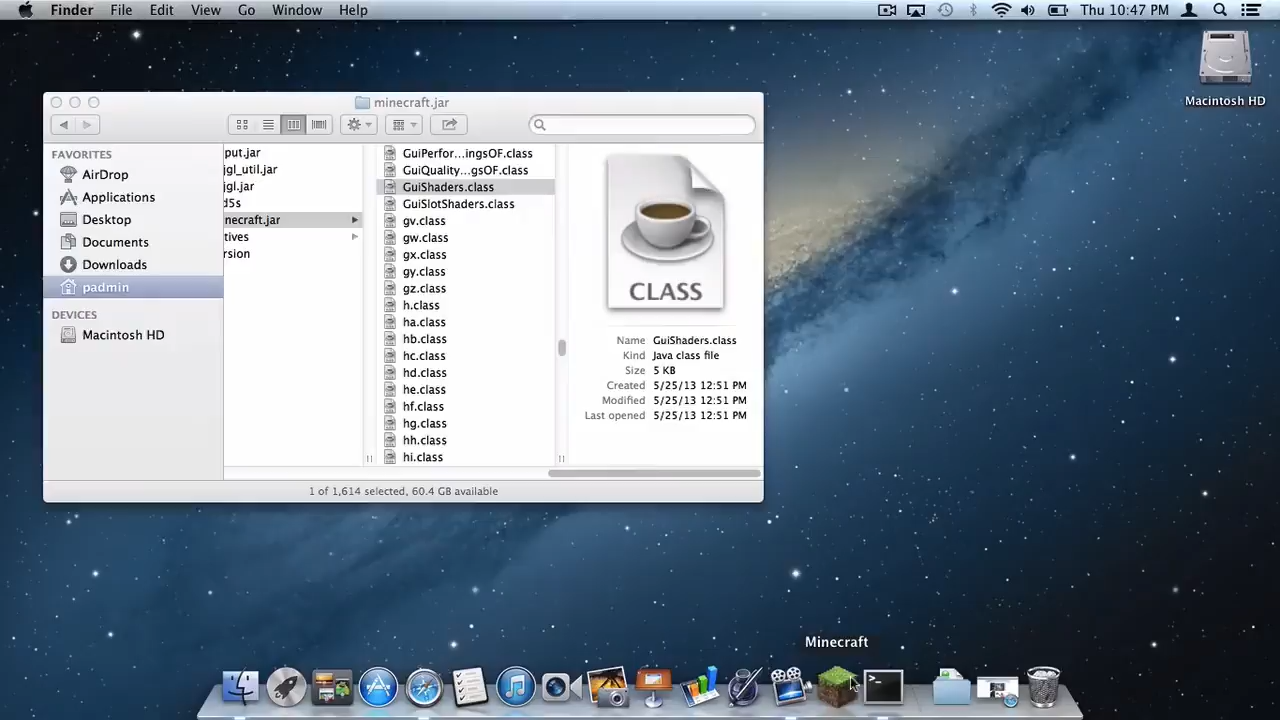 Finder File Edit View Go Window Help
Thu 10:47 PM
Macintosh HD
minecraft.jar
FAVORITES
AirDrop
Applications
Desktop
Documents
Downloads
padmin
DEVICES
Macintosh HD
put.jar
jgl_util.jar
jgl.jar
d5s
necraft.jar
tives
rsion
GuiPerfor...ingsOF.class
GuiQuality...gsOF.class
GuiShaders.class
GuiSlotShaders.class
gv.class
gw.class
gx.class
gy.class
gz.class
h.class
ha.class
hb.class
hc.class
hd.class
he.class
hf.class
hg.class
hh.class
hi.class
CLASS
Name GuiShaders.class
Kind Java class file
Size 5 KB
Created 5/25/13 12:51 PM
Modified 5/25/13 12:51 PM
Last opened 5/25/13 12:51 PM
1 of 1,614 selected, 60.4 GB available
Minecraft